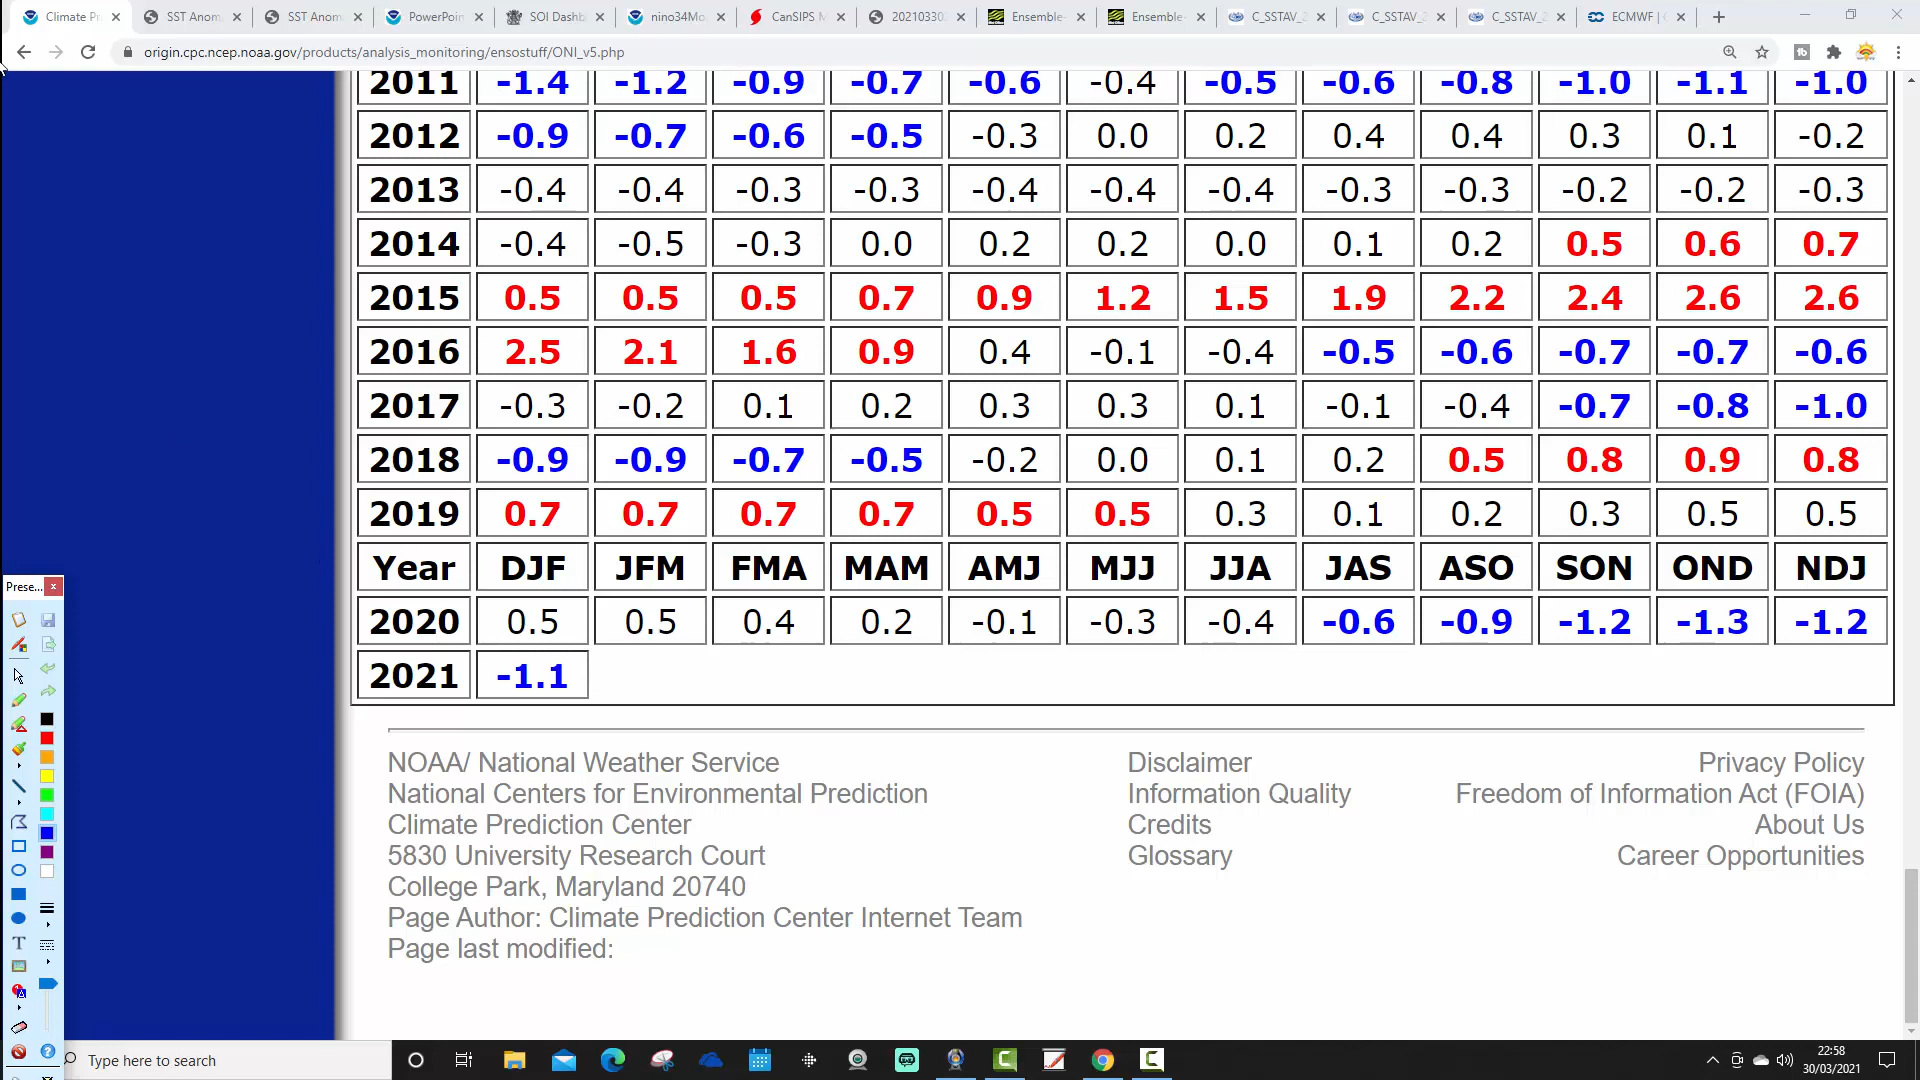 Climate Pr
SST Anom
SST Anom
PowerPoin
SOI Dashb
nino34Mo
CanSIPS M
202103302
Ensemble-
Ensemble-
C_SSTAV_2
C_SSTAV_2
C_SSTAV_2
ECMWF |
origin.cpc.ncep.noaa.gov/products/analysis_monitoring/ensostuff/ONI_v5.php
2011 -1.4 -1.2 -0.9 -0.7 -0.6 -0.4 -0.5 -0.6 -0.8 -1.0 -1.1 -1.0
2012 -0.9 -0.7 -0.6 -0.5 -0.3 0.0 0.2 0.4 0.4 0.3 0.1 -0.2
2013 -0.4 -0.4 -0.3 -0.3 -0.4 -0.4 -0.4 -0.3 -0.3 -0.2 -0.2 -0.3
2014 -0.4 -0.5 -0.3 0.0 0.2 0.2 0.0 0.1 0.2 0.5 0.6 0.7
2015 0.5 0.5 0.5 0.7 0.9 1.2 1.5 1.9 2.2 2.4 2.6 2.6
2016 2.5 2.1 1.6 0.9 0.4 -0.1 -0.4 -0.5 -0.6 -0.7 -0.7 -0.6
2017 -0.3 -0.2 0.1 0.2 0.3 0.3 0.1 -0.1 -0.4 -0.7 -0.8 -1.0
2018 -0.9 -0.9 -0.7 -0.5 -0.2 0.0 0.1 0.2 0.5 0.8 0.9 0.8
2019 0.7 0.7 0.7 0.7 0.5 0.5 0.3 0.1 0.2 0.3 0.5 0.5
Year DJF JFM FMA MAM AMJ MJJ JJA JAS ASO SON OND NDJ
2020 0.5 0.5 0.4 0.2 -0.1 -0.3 -0.4 -0.6 -0.9 -1.2 -1.3 -1.2
2021 -1.1
Prese...
NOAA/ National Weather Service
National Centers for Environmental Prediction
Climate Prediction Center
5830 University Research Court
College Park, Maryland 20740
Page Author: Climate Prediction Center Internet Team
Page last modified:
Disclaimer
Information Quality
Credits
Glossary
Privacy Policy
Freedom of Information Act (FOIA)
About Us
Career Opportunities
Type here to search
22:58
30/03/2021